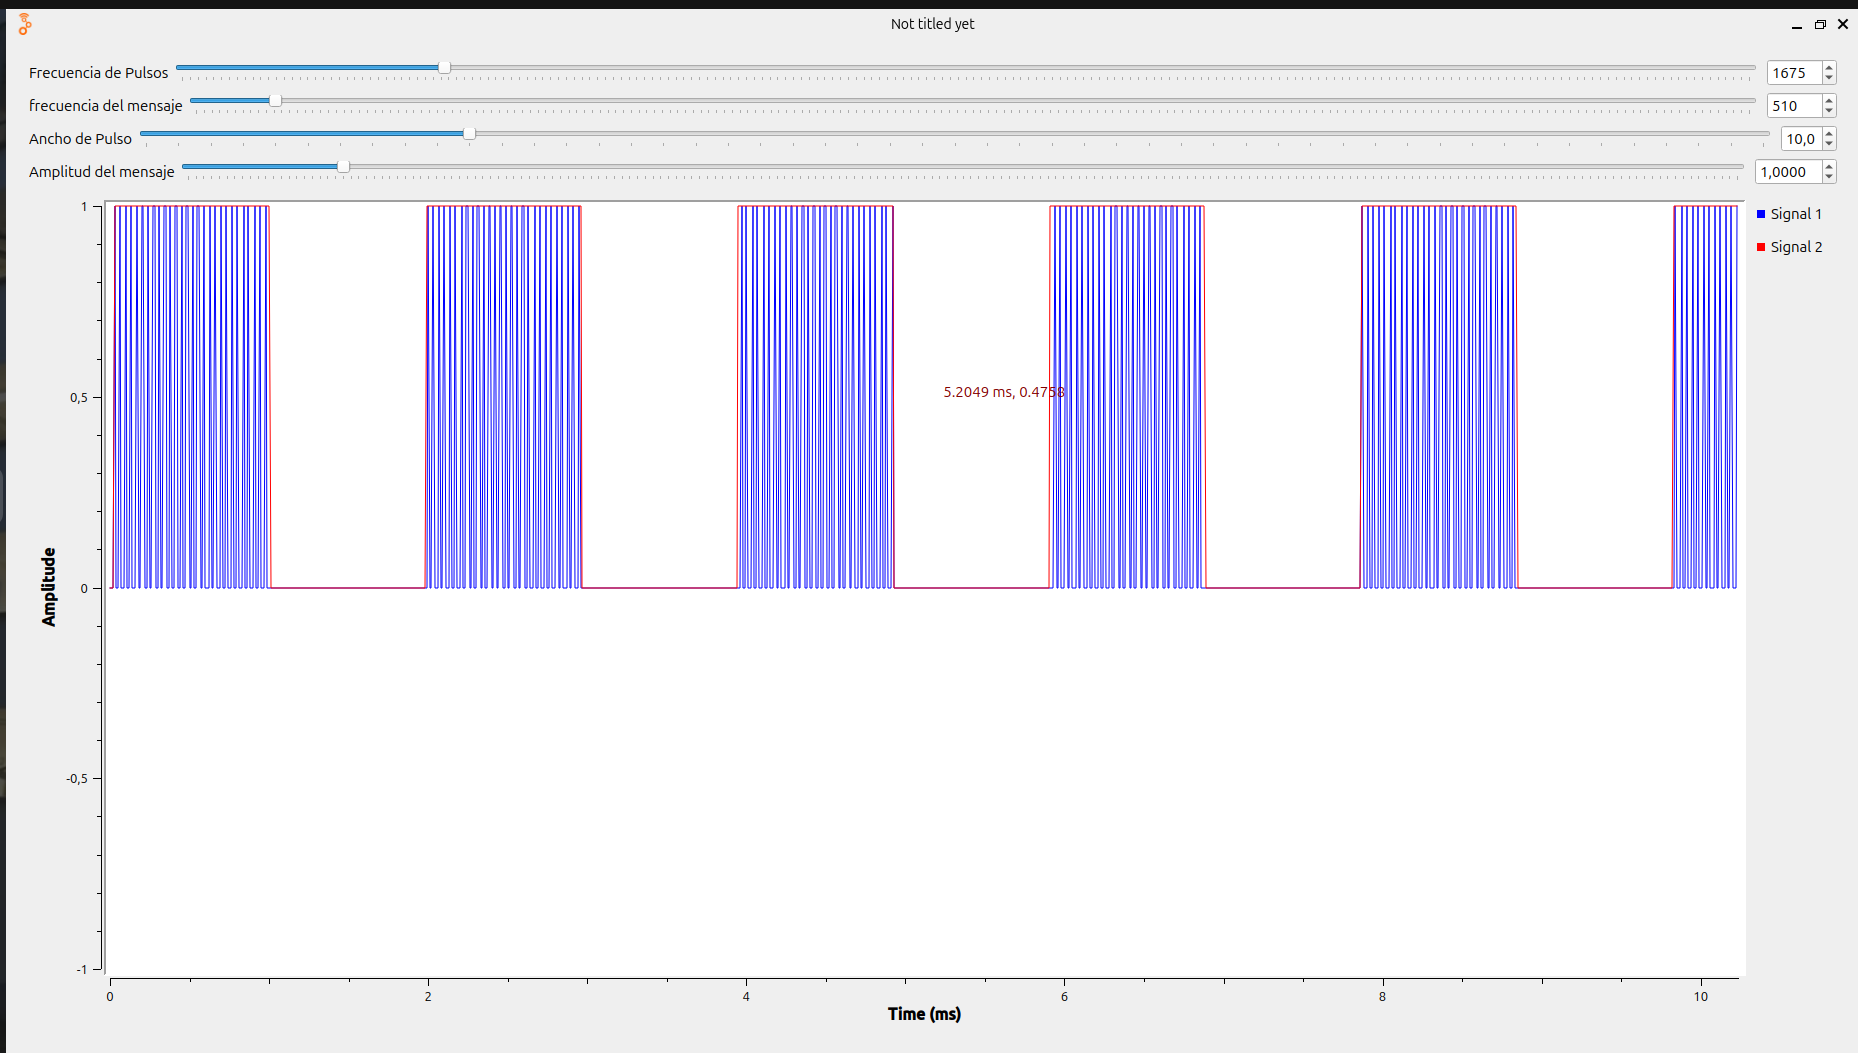 Not titled yet
Frecuencia de Pulsos 1675
frecuencia del mensaje 510
Ancho de Pulso 10,0
Amplitud del mensaje 1,0000
Signal 1
Signal 2
1
0,5
0
-0,5
-1
Amplitude
5.2049 ms, 0.4758
0 2 4 6 8 10
Time (ms)